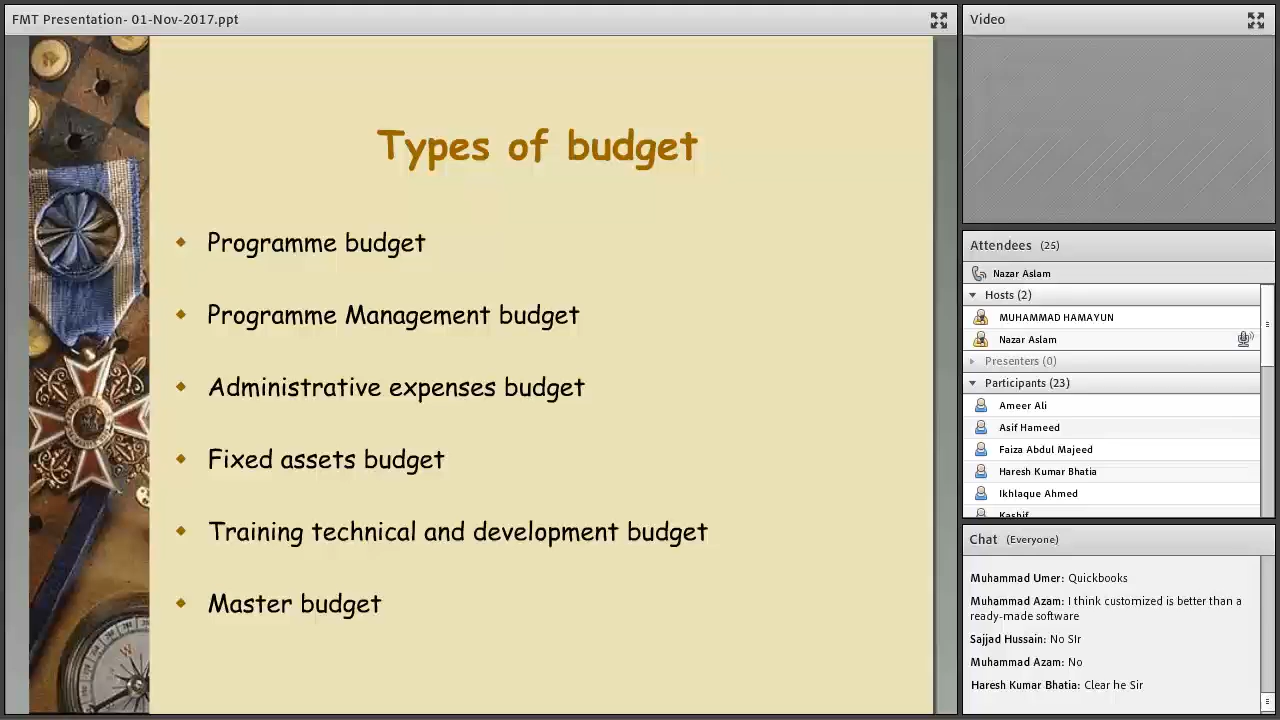 FMT Presentation- 01-Nov-2017.ppt
Types of budget
Programme budget
Programme Management budget
Administrative expenses budget
Fixed assets budget
Training technical and development budget
Master budget
Video
Attendees (25)
Nazar Aslam
Hosts (2)
MUHAMMAD HAMAYUN
Nazar Aslam
Presenters (0)
Participants (23)
Ameer Ali
Asif Hameed
Faiza Abdul Majeed
Haresh Kumar Bhatia
Ikhlaque Ahmed
Kashif
Chat (Everyone)
Muhammad Umer: Quickbooks
Muhammad Azam: I think customized is better than a
ready-made software
Sajjad Hussain: No SIr
Muhammad Azam: No
Haresh Kumar Bhatia: Clear he Sir